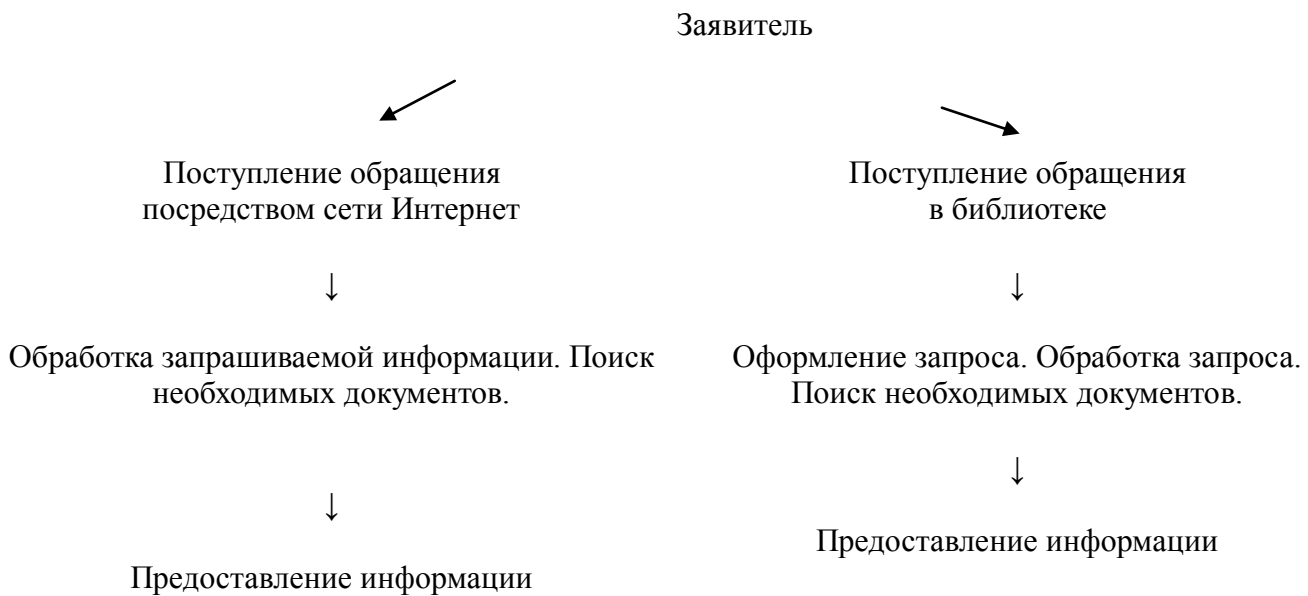 Заявитель
Поступление обращения
посредством сети Интернет
↓
Обработка запрашиваемой информации. Поиск
необходимых документов.
↓
Предоставление информации
Поступление обращения
в библиотеке
↓
Оформление запроса. Обработка запроса.
Поиск необходимых документов.
↓
Предоставление информации